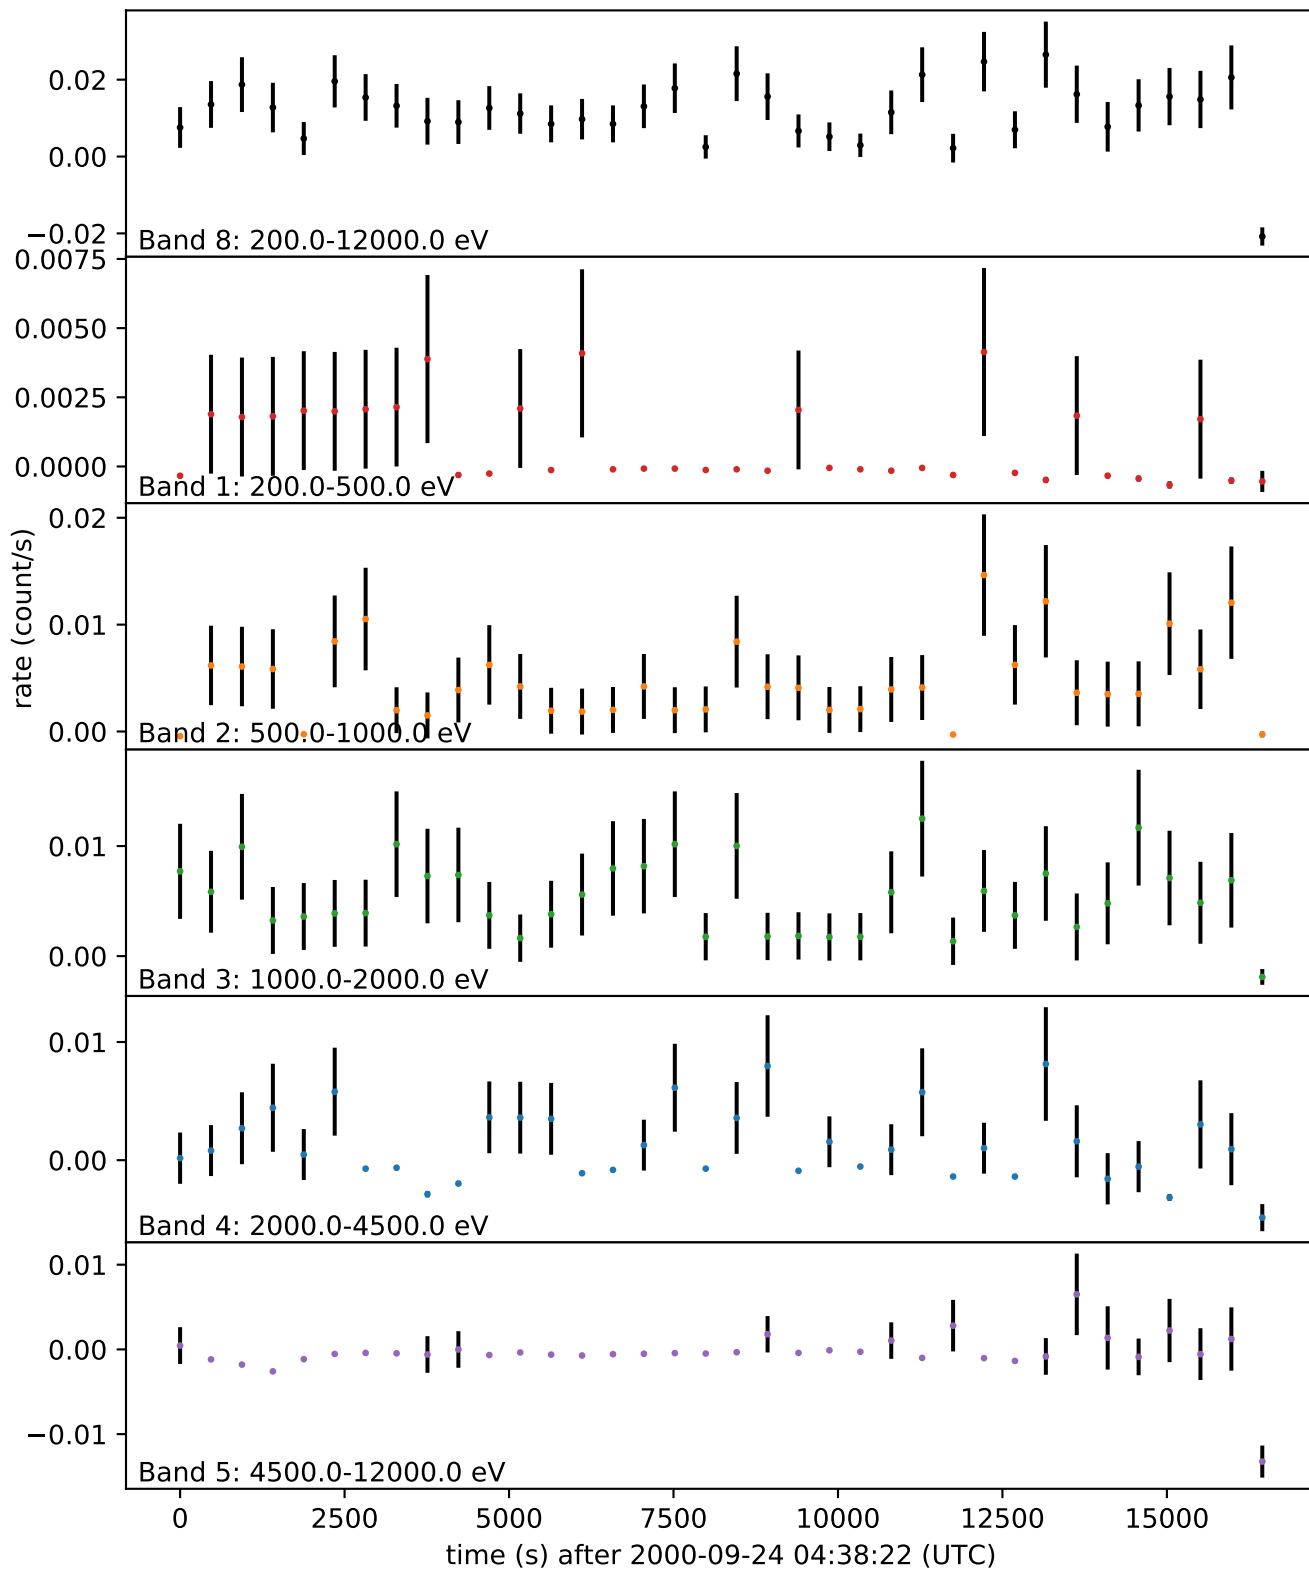 0.02
0.00
−0.02
Band 8: 200.0-12000.0 eV
0.0075
0.0050
0.0025
0.0000
Band 1: 200.0-500.0 eV
rate (count/s)
0.02
0.01
0.00
Band 2: 500.0-1000.0 eV
0.01
0.00
Band 3: 1000.0-2000.0 eV
0.01
0.00
Band 4: 2000.0-4500.0 eV
0.01
0.00
−0.01
Band 5: 4500.0-12000.0 eV
0 2500 5000 7500 10000 12500 15000
time (s) after 2000-09-24 04:38:22 (UTC)